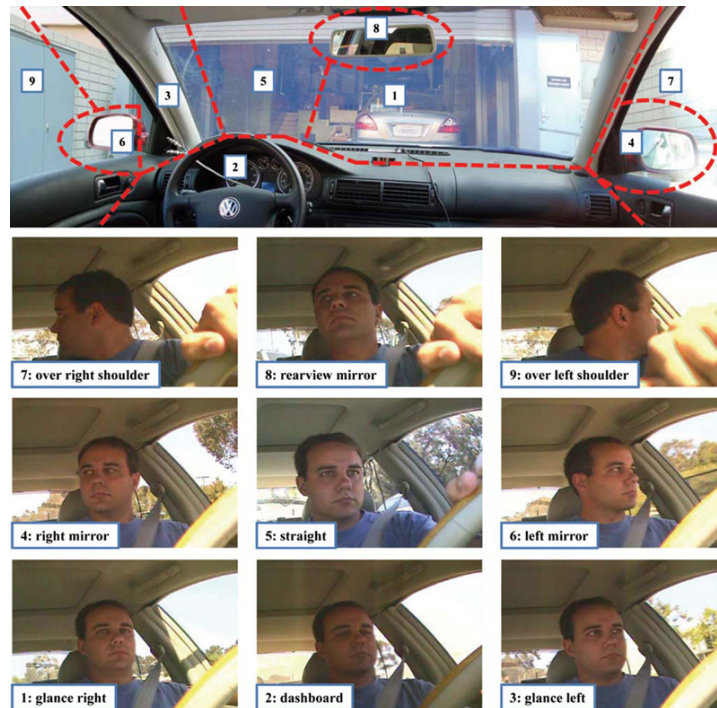 8
9
3
5
1
7
6
4
2
7: over right shoulder
8: rearview mirror
9: over left shoulder
4: right mirror
5: straight
6: left mirror
1: glance right
2: dashboard
3: glance left